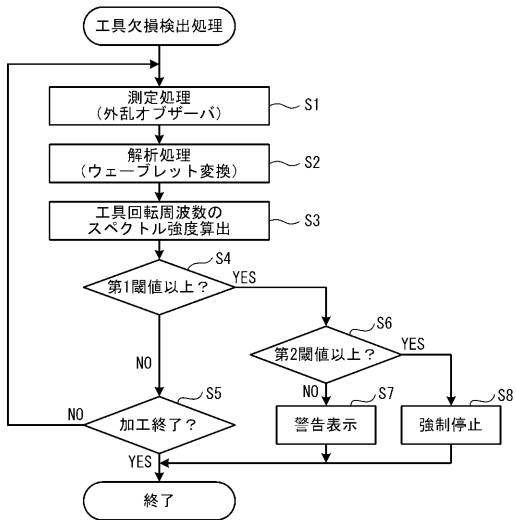 工具欠損検出処理
測定処理
(外乱オブザーバ)
S1
解析処理
(ウェーブレット変換)
S2
工具回転周波数の
スペクトル強度算出
S3
第1閾値以上?
S4
YES
NO
第2閾値以上?
S6
YES
NO
加工終了?
S5
NO
YES
警告表示
S7
強制停止
S8
終了